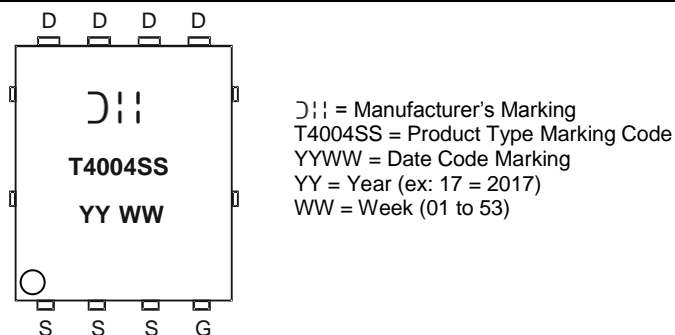 D D D D
T4004SS
YY WW
S S S G
= Manufacturer's Marking
T4004SS = Product Type Marking Code
YYWW = Date Code Marking
YY = Year (ex: 17 = 2017)
WW = Week (01 to 53)